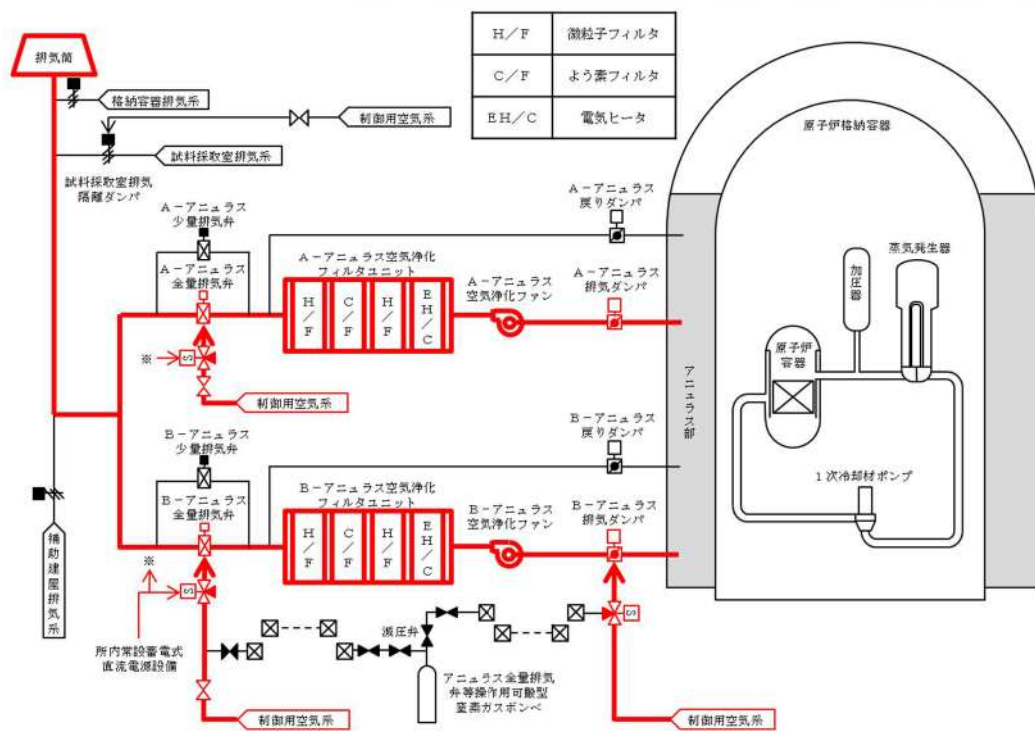 H/F
微粒子フィルタ
C/F
よう素フィルタ
EH/C
電気ヒータ
排気筒
格納容器排気系
制御用空気系
試料採取室排気系
試料採取室排気
隔離ダンパ
原子炉格納容器
A-アニュラス
少量排気弁
A-アニュラス
全量排気弁
A-アニュラス空気浄化
フィルタユニット
H/F
C/F
H/F
EH/C
A-アニュラス
空気浄化ファン
A-アニュラス
戻りダンパ
A-アニュラス
排気ダンパ
※
制御用空気系
アニュラス部
加圧器
蒸気発生器
原子炉
容器
1次冷却材ポンプ
B-アニュラス
少量排気弁
B-アニュラス
全量排気弁
B-アニュラス空気浄化
フィルタユニット
H/F
C/F
H/F
EH/C
B-アニュラス
空気浄化ファン
B-アニュラス
戻りダンパ
B-アニュラス
排気ダンパ
※
補助建屋排気系
所内常設蓄電式
直流電源設備
減圧弁
アニュラス全量排気
弁等操作用可搬型
窒素ガスボンベ
制御用空気系
制御用空気系